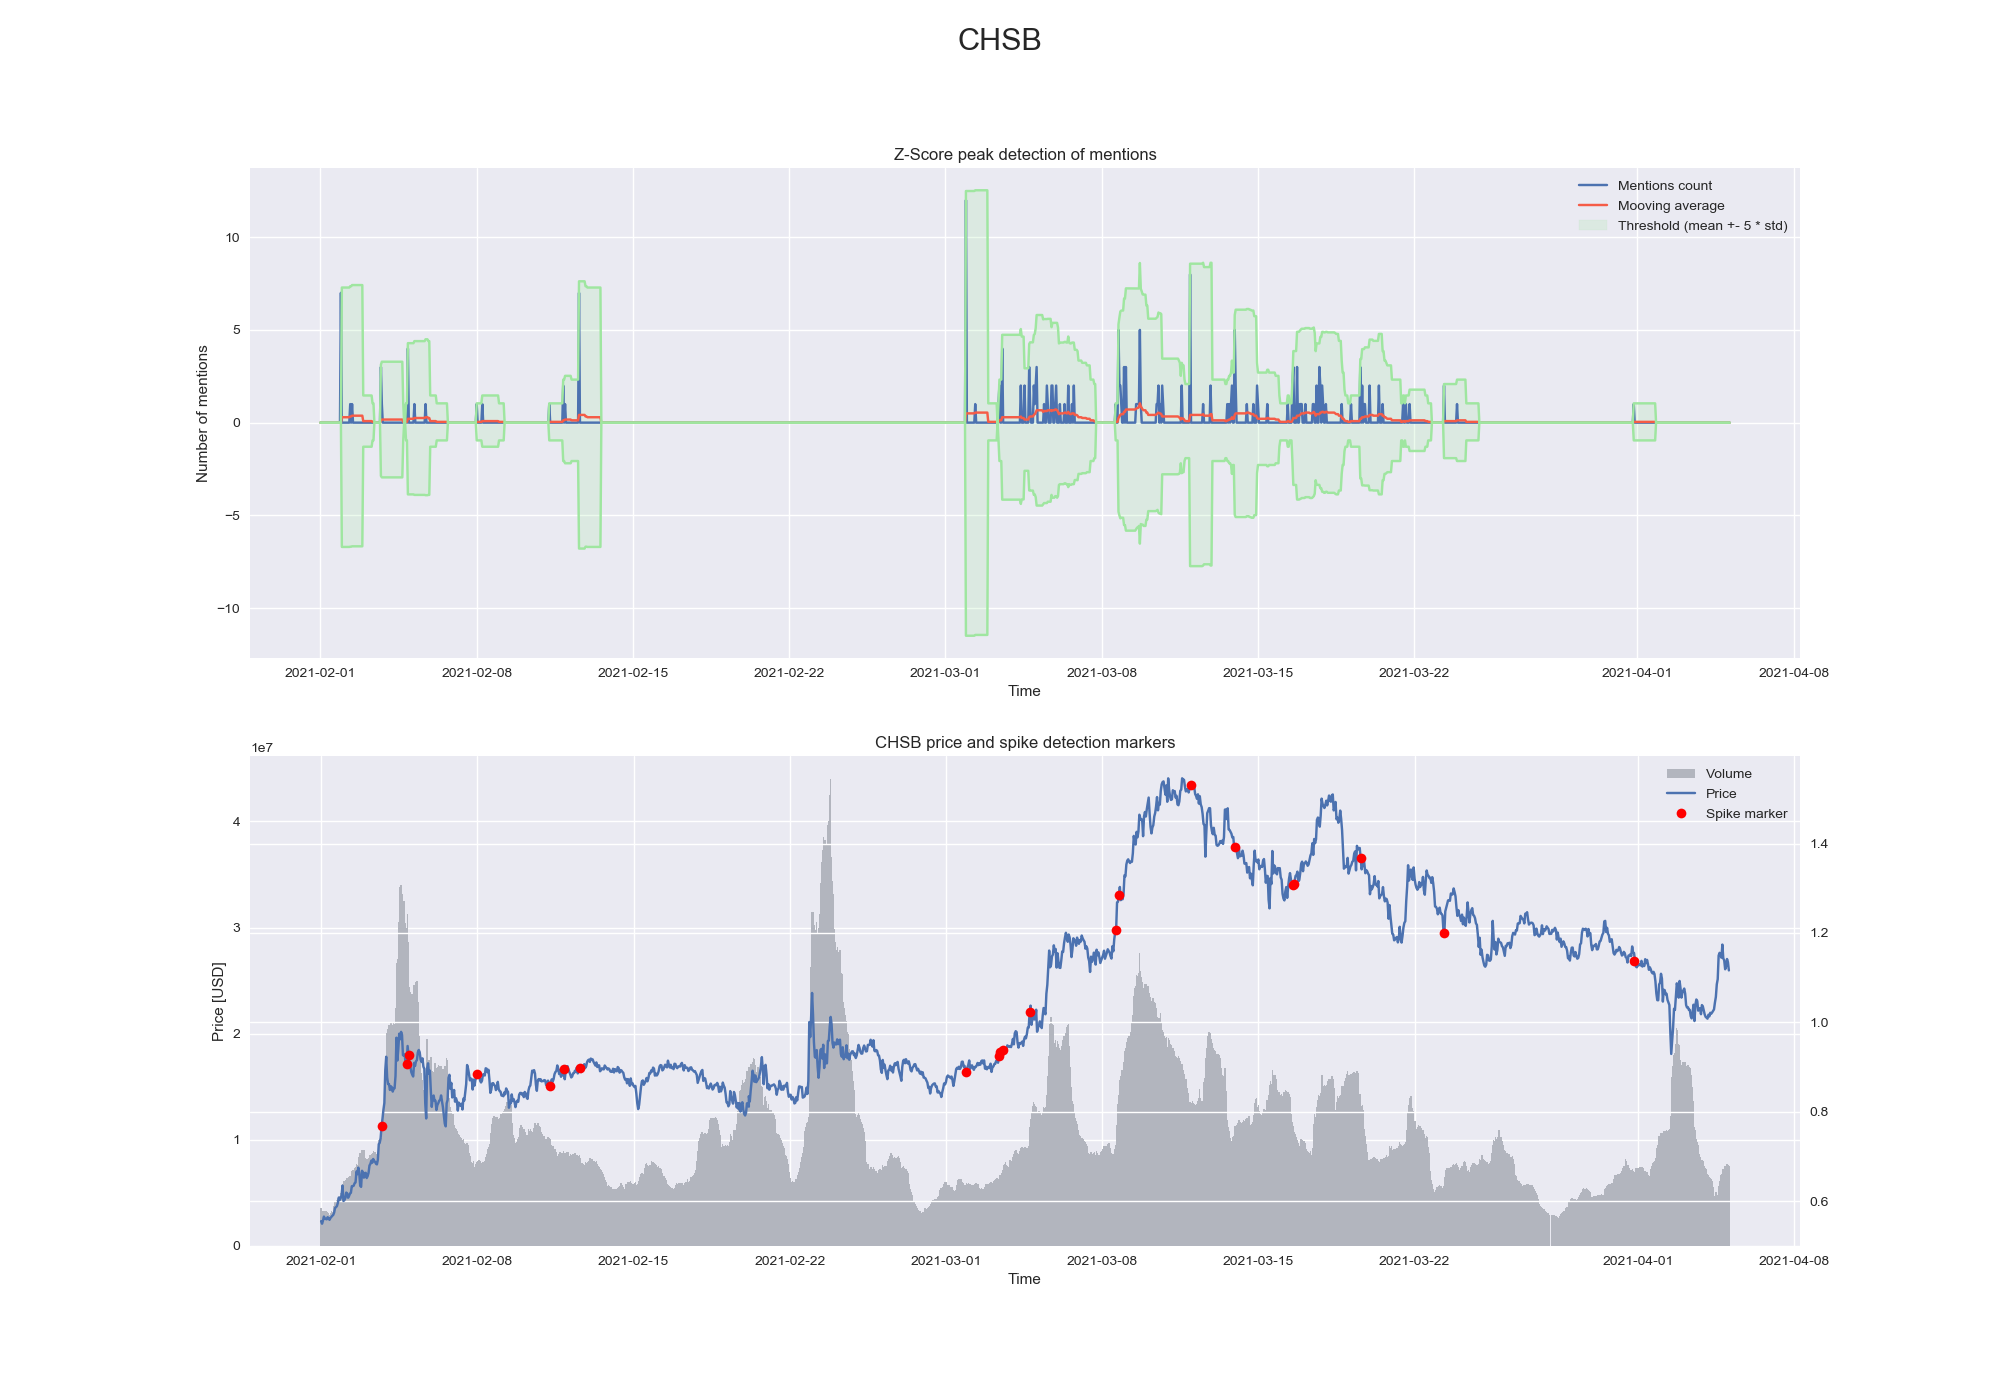 CHSB
Z-Score peak detection of mentions
Mentions count
Mooving average
Threshold (mean +- 5 * std)
10
5
0
−5
−10
Number of mentions
2021-02-01 2021-02-08 2021-02-15 2021-02-22 2021-03-01 2021-03-08 2021-03-15 2021-03-22 2021-04-01 2021-04-08
Time
CHSB price and spike detection markers
1e7
Volume
Price
Spike marker
4
3
2
1
0
Price [USD]
1.4
1.2
1.0
0.8
0.6
2021-02-01 2021-02-08 2021-02-15 2021-02-22 2021-03-01 2021-03-08 2021-03-15 2021-03-22 2021-04-01 2021-04-08
Time